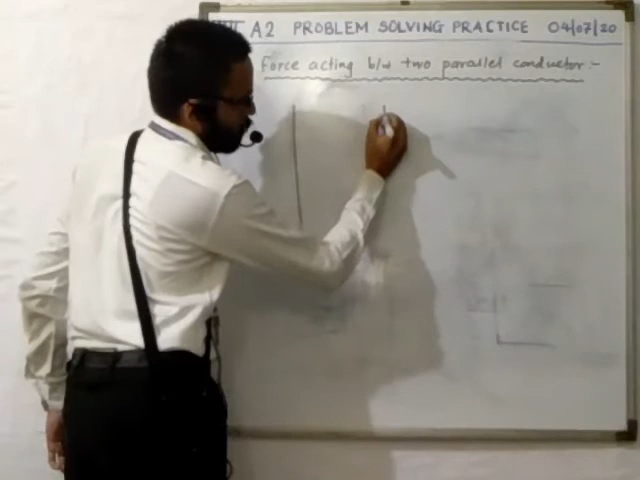 A2 PROBLEM SOLVING PRACTICE 04/07/20
Force acting b/w two parallel conductor :-